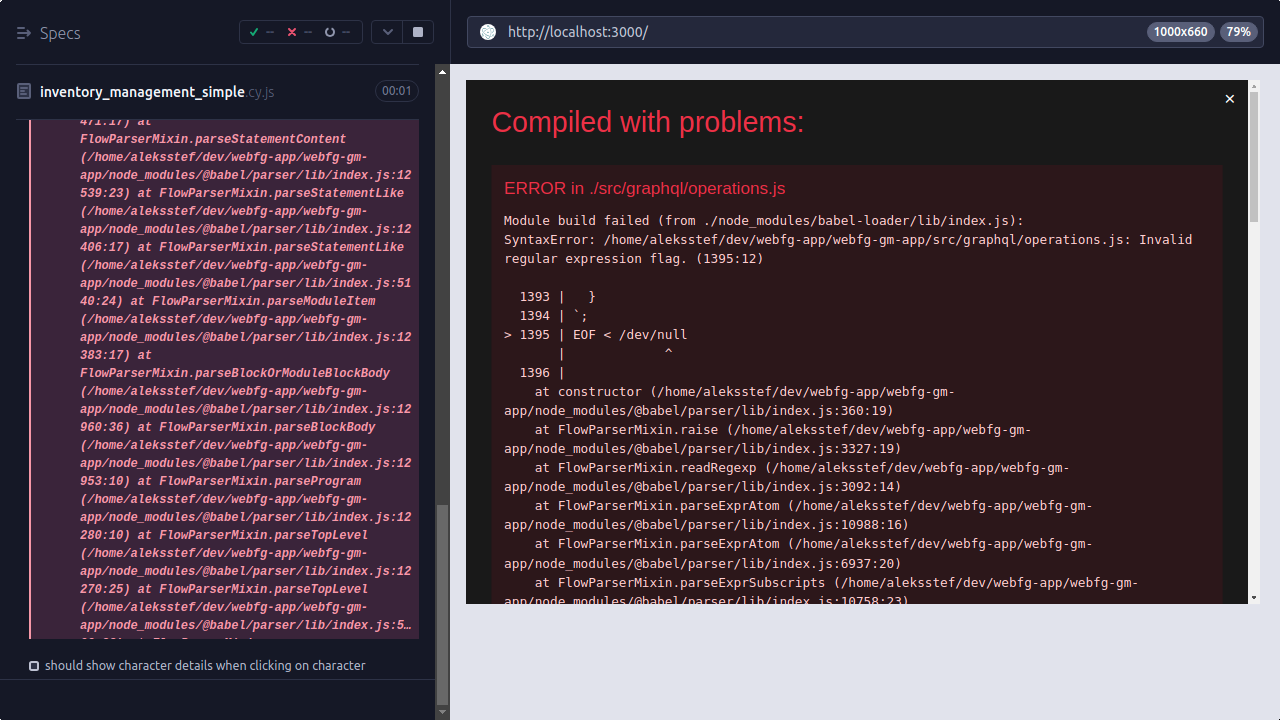 Specs
--
--
--
inventory_management_simple.cy.js
00:01
471:17) at
FlowParserMixin.parseStatementContent
(/home/aleksstef/dev/webfg-app/webfg-gm-
app/node_modules/@babel/parser/lib/index.js:12
539:23) at FlowParserMixin.parseStatementLike
(/home/aleksstef/dev/webfg-app/webfg-gm-
app/node_modules/@babel/parser/lib/index.js:12
406:17) at FlowParserMixin.parseStatementLike
(/home/aleksstef/dev/webfg-app/webfg-gm-
app/node_modules/@babel/parser/lib/index.js:51
40:24) at FlowParserMixin.parseModuleItem
(/home/aleksstef/dev/webfg-app/webfg-gm-
app/node_modules/@babel/parser/lib/index.js:12
383:17) at
FlowParserMixin.parseBlockOrModuleBlockBody
(/home/aleksstef/dev/webfg-app/webfg-gm-
app/node_modules/@babel/parser/lib/index.js:12
960:36) at FlowParserMixin.parseBlockBody
(/home/aleksstef/dev/webfg-app/webfg-gm-
app/node_modules/@babel/parser/lib/index.js:12
953:10) at FlowParserMixin.parseProgram
(/home/aleksstef/dev/webfg-app/webfg-gm-
app/node_modules/@babel/parser/lib/index.js:12
280:10) at FlowParserMixin.parseTopLevel
(/home/aleksstef/dev/webfg-app/webfg-gm-
app/node_modules/@babel/parser/lib/index.js:12
270:25) at FlowParserMixin.parseTopLevel
(/home/aleksstef/dev/webfg-app/webfg-gm-
app/node_modules/@babel/parser/lib/index.js:5…
should show character details when clicking on character
http://localhost:3000/
1000x660
79%
×
Compiled with problems:
ERROR in ./src/graphql/operations.js
Module build failed (from ./node_modules/babel-loader/lib/index.js):
SyntaxError: /home/aleksstef/dev/webfg-app/webfg-gm-app/src/graphql/operations.js: Invalid
regular expression flag. (1395:12)
1393 |   }
1394 | `;
> 1395 | EOF < /dev/null
|             ^
1396 |
at constructor (/home/aleksstef/dev/webfg-app/webfg-gm-
app/node_modules/@babel/parser/lib/index.js:360:19)
at FlowParserMixin.raise (/home/aleksstef/dev/webfg-app/webfg-gm-
app/node_modules/@babel/parser/lib/index.js:3327:19)
at FlowParserMixin.readRegexp (/home/aleksstef/dev/webfg-app/webfg-gm-
app/node_modules/@babel/parser/lib/index.js:3092:14)
at FlowParserMixin.parseExprAtom (/home/aleksstef/dev/webfg-app/webfg-gm-
app/node_modules/@babel/parser/lib/index.js:10988:16)
at FlowParserMixin.parseExprAtom (/home/aleksstef/dev/webfg-app/webfg-gm-
app/node_modules/@babel/parser/lib/index.js:6937:20)
at FlowParserMixin.parseExprSubscripts (/home/aleksstef/dev/webfg-app/webfg-gm-
app/node_modules/@babel/parser/lib/index.js:10758:23)